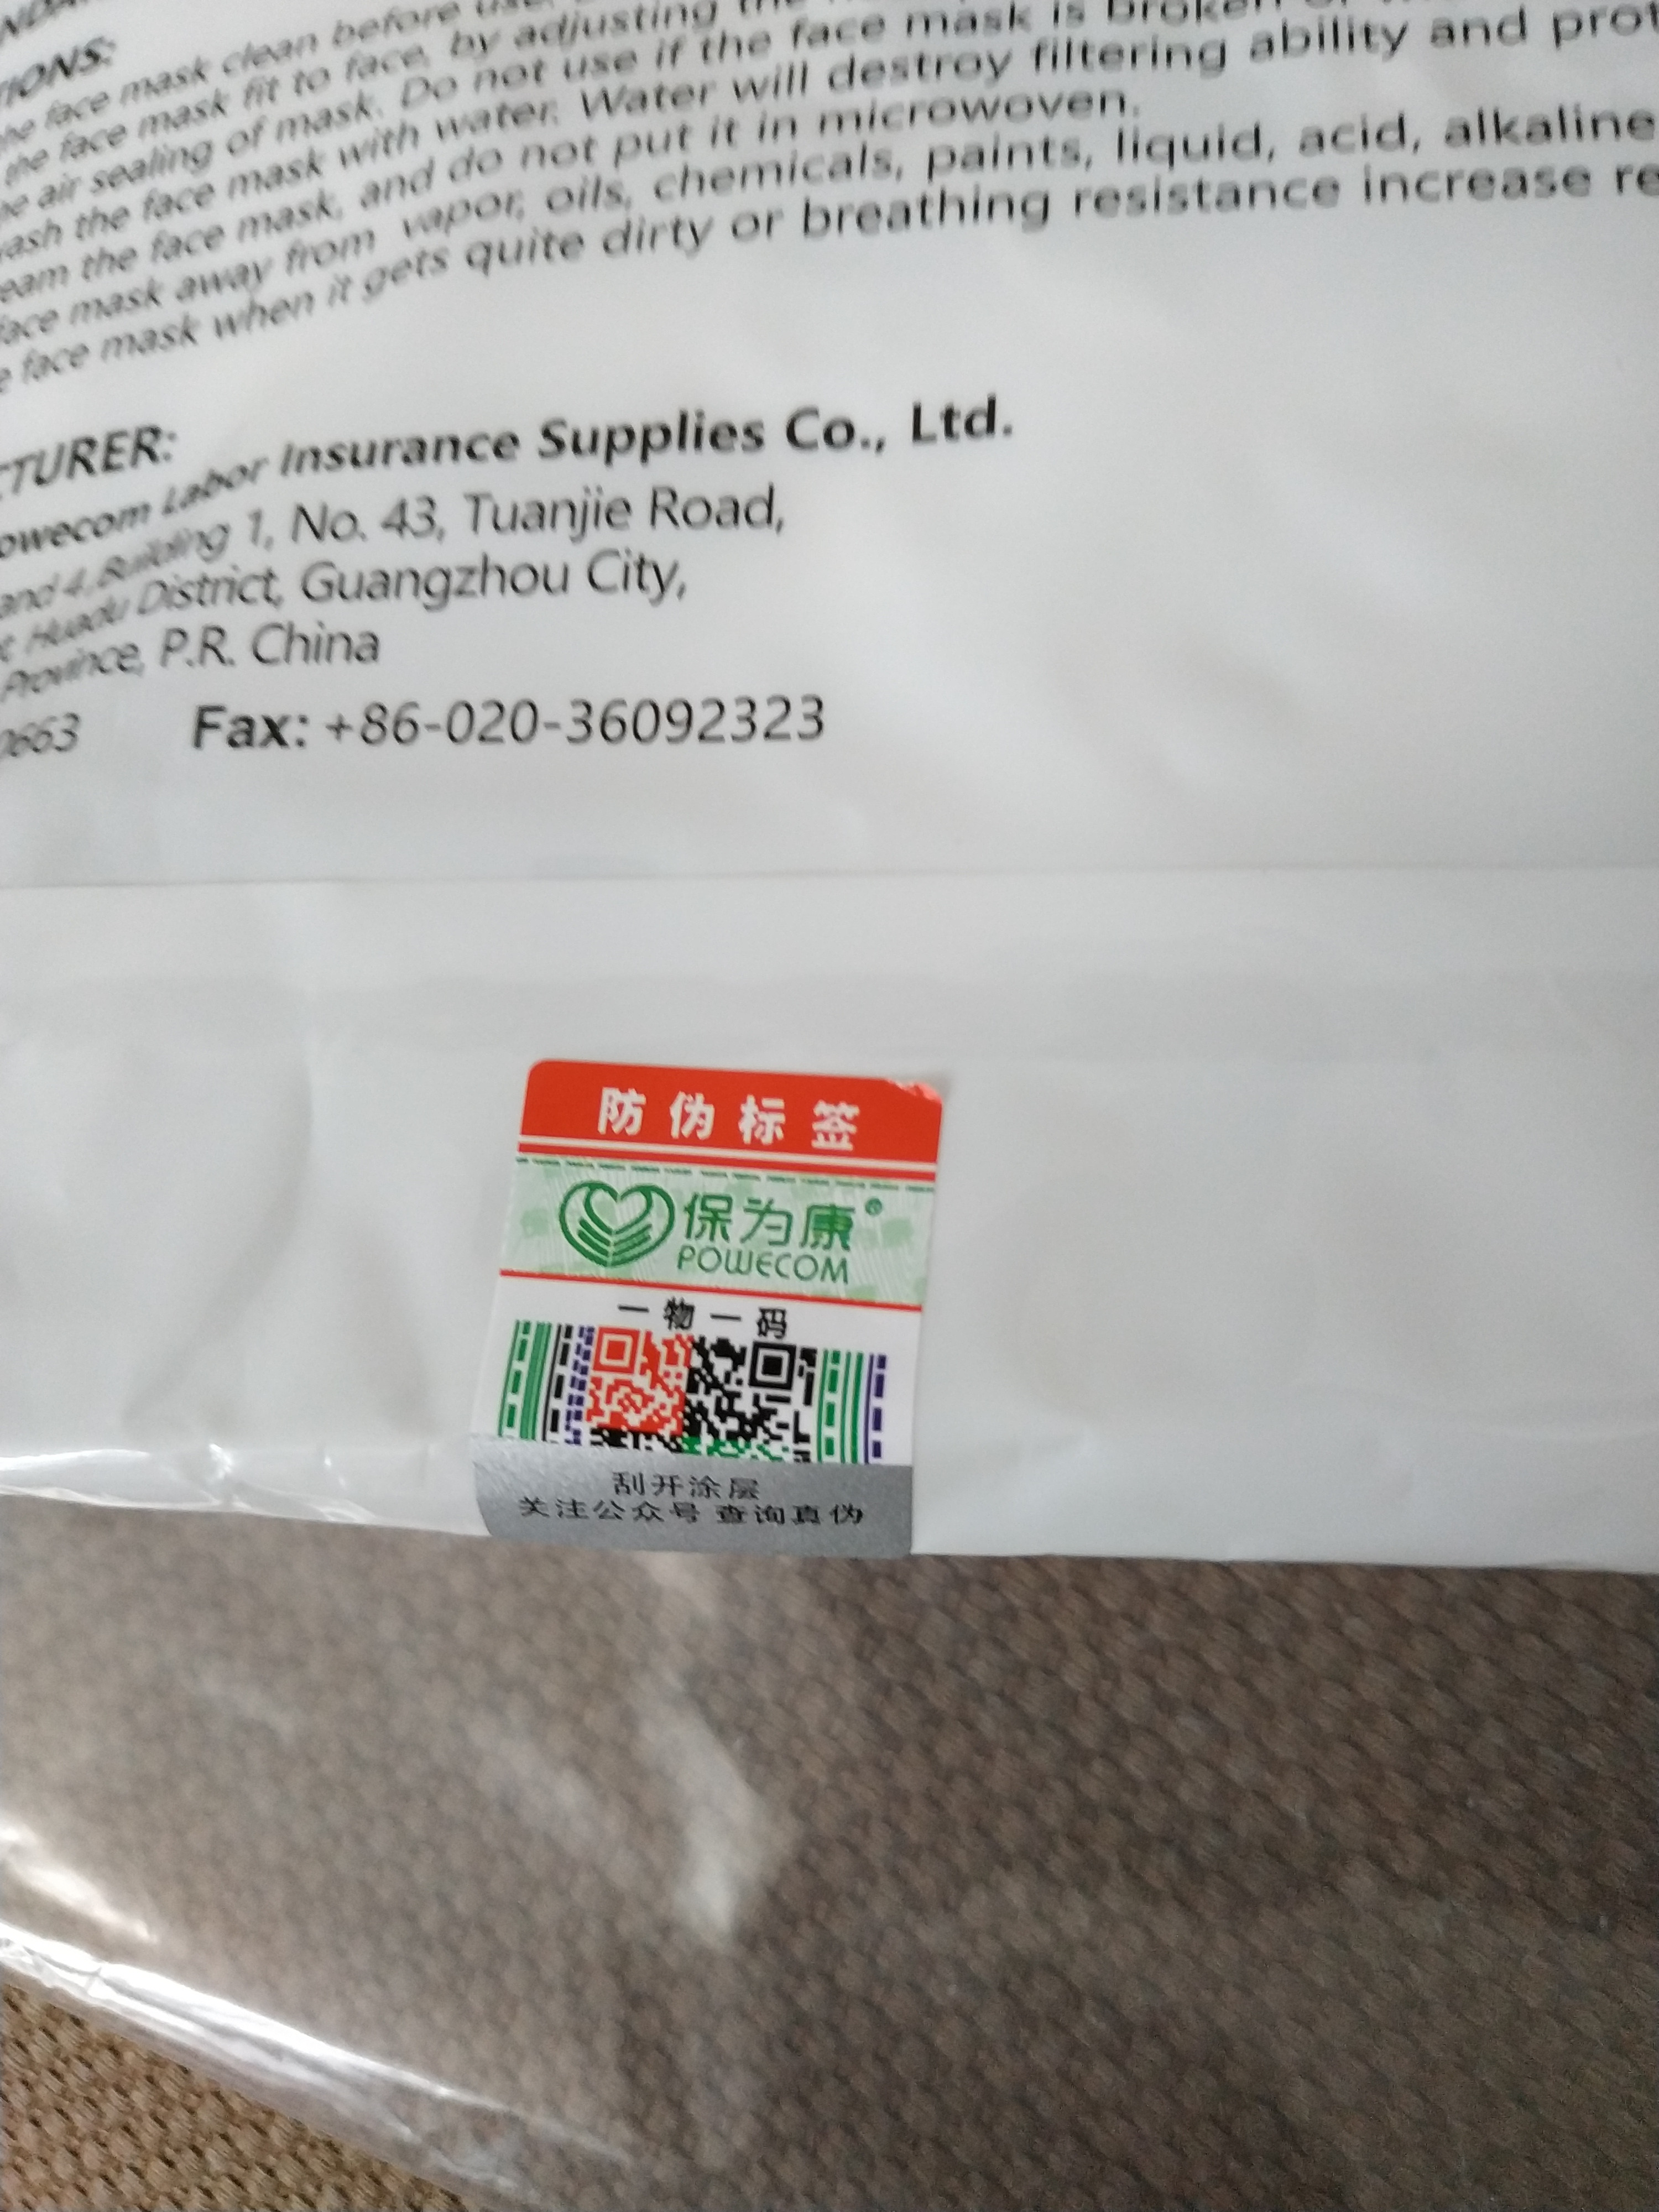 TIONS:
face mask clean before use.
the face mask fit to face, by adjusting the
air sealing of mask. Do not use if the face mask is broken
the face mask with water. Water will destroy filtering ability and
the face mask, and do not put it in microwoven.
face mask away from vapor, oils, chemicals, paints, liquid, acid, alkaline
face mask when it gets quite dirty or breathing resistance increase
CTURER:
owecom Labor Insurance Supplies Co., Ltd.
and 4, Building 1, No. 43, Tuanjie Road,
Huadu District, Guangzhou City,
Province, P.R. China
0663 Fax: +86-020-36092323
防伪标签
保为康®
POWECOM
一物一码
刮开涂层
关注公众号 查询真伪